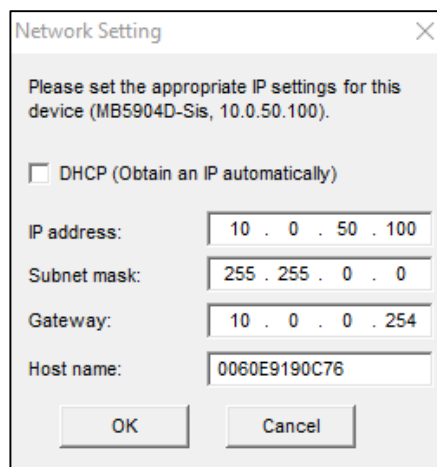 Network Setting
Please set the appropriate IP settings for this
device (MB5904D-Sis, 10.0.50.100).
DHCP (Obtain an IP automatically)
IP address: 10 . 0 . 50 . 100
Subnet mask: 255 . 255 . 0 . 0
Gateway: 10 . 0 . 0 . 254
Host name: 0060E9190C76
OK Cancel